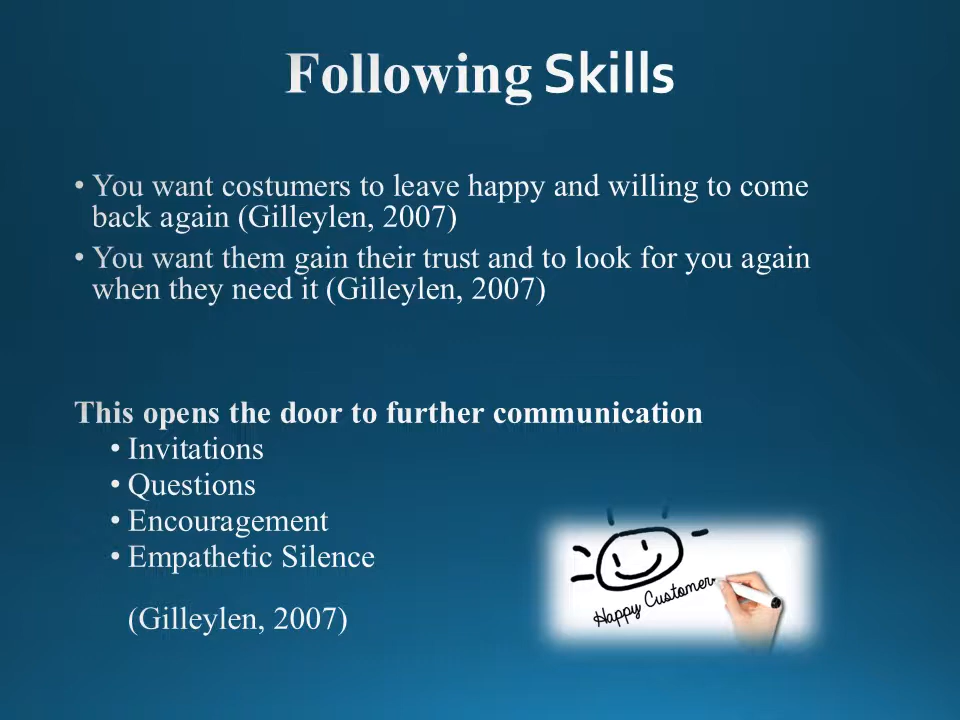 Following Skills
• You want costumers to leave happy and willing to come
back again (Gilleylen, 2007)
• You want them gain their trust and to look for you again
when they need it (Gilleylen, 2007)
This opens the door to further communication
• Invitations
• Questions
• Encouragement
• Empathetic Silence
(Gilleylen, 2007)
Happy Customer